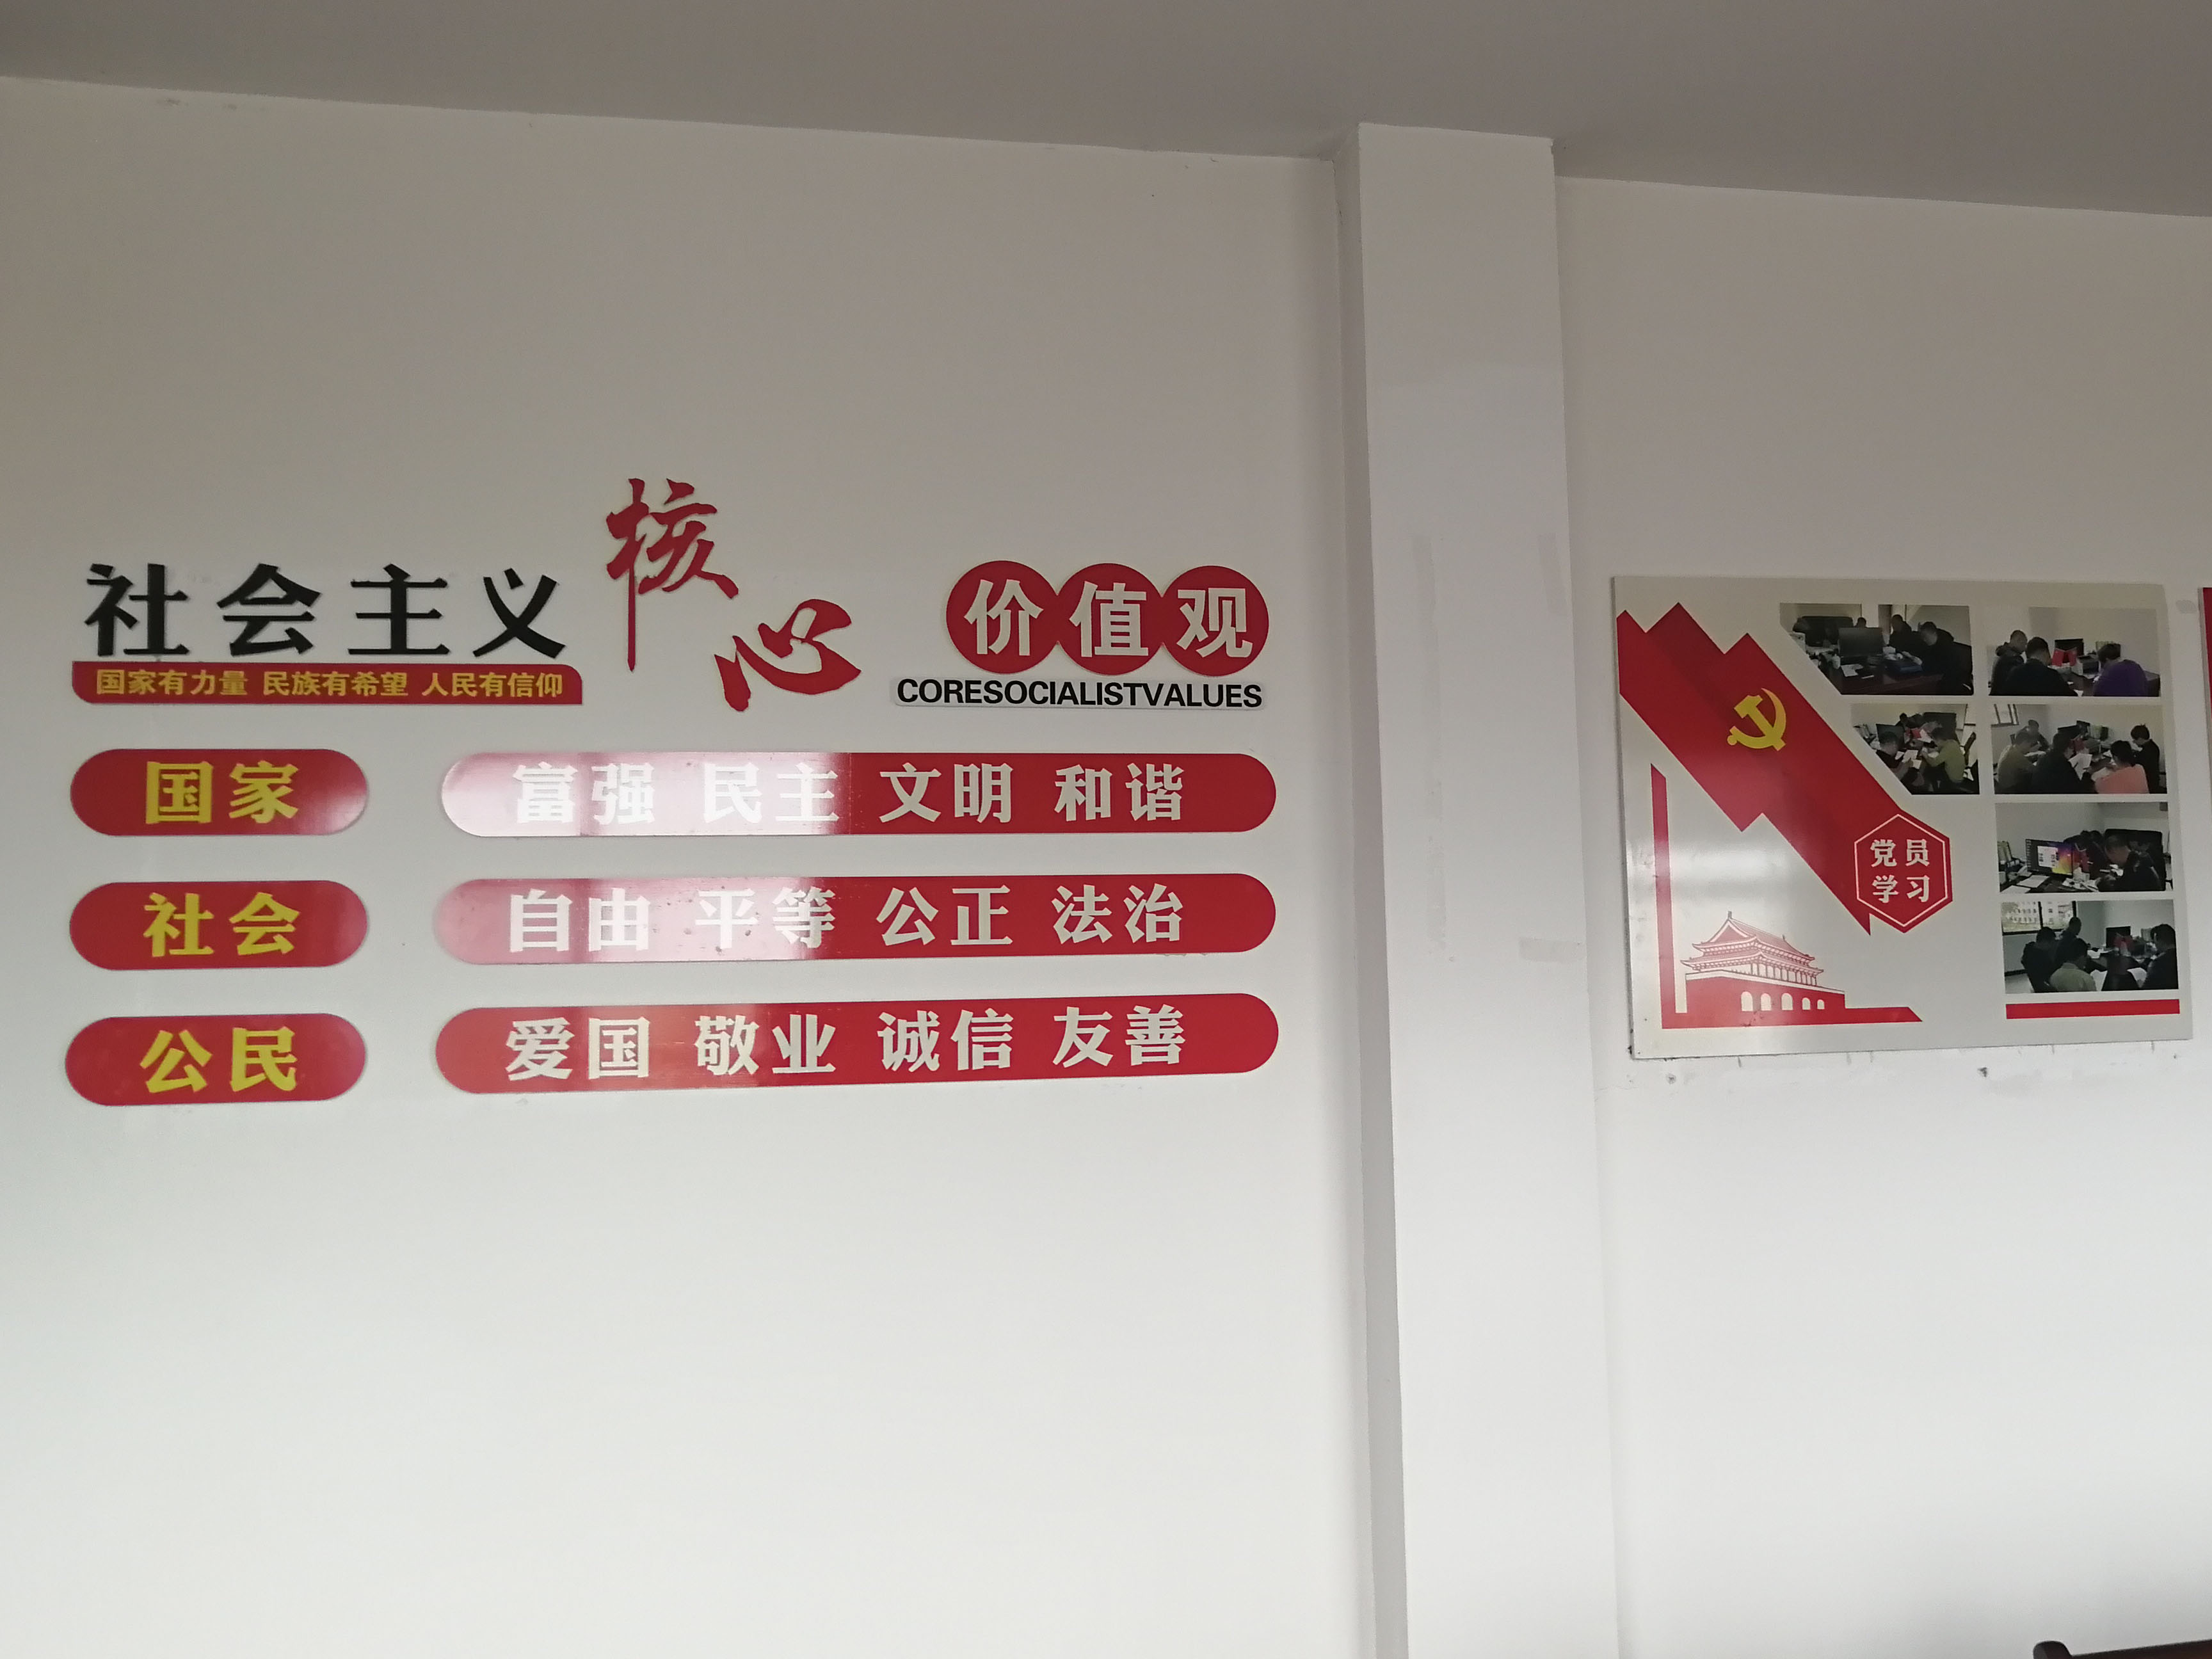 社会主义核心价值观
国家有力量 民族有希望 人民有信仰
CORESOCIALISTVALUES
国家 富强 民主 文明 和谐
社会 自由 平等 公正 法治
公民 爱国 敬业 诚信 友善
党员
学习